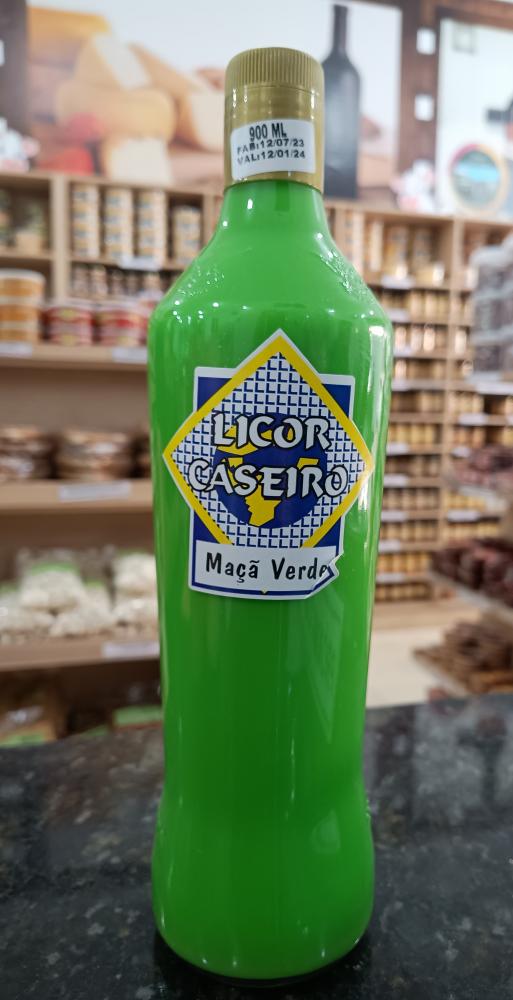 900 ML
FAB:12/07/23
VAL:12/01/24
LICOR
CASEIRO
Maçã Verde